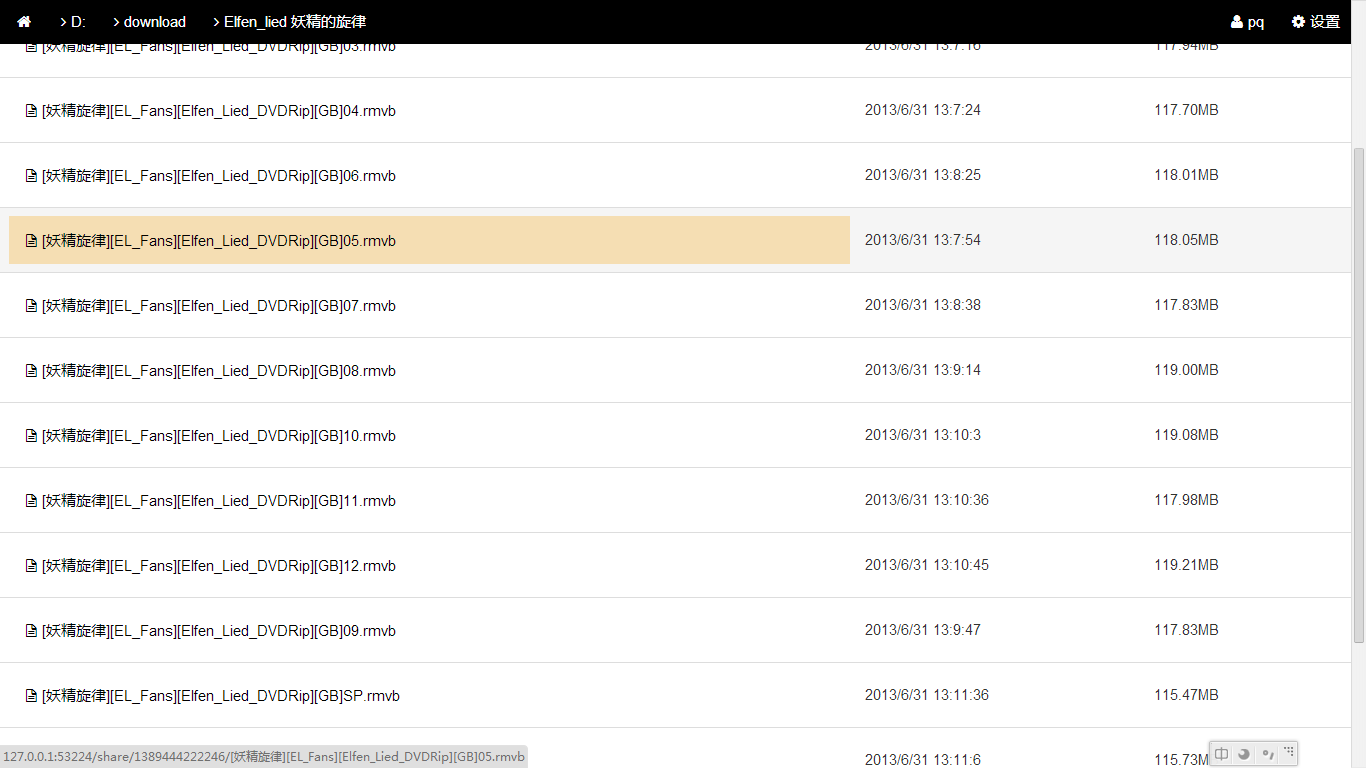 D: download Elfen_lied 妖精的旋律 pq 设置
[妖精旋律][EL_Fans][Elfen_Lied_DVDRip][GB]03.rmvb 2013/6/31 13:7:16 117.94MB
[妖精旋律][EL_Fans][Elfen_Lied_DVDRip][GB]04.rmvb 2013/6/31 13:7:24 117.70MB
[妖精旋律][EL_Fans][Elfen_Lied_DVDRip][GB]06.rmvb 2013/6/31 13:8:25 118.01MB
[妖精旋律][EL_Fans][Elfen_Lied_DVDRip][GB]05.rmvb 2013/6/31 13:7:54 118.05MB
[妖精旋律][EL_Fans][Elfen_Lied_DVDRip][GB]07.rmvb 2013/6/31 13:8:38 117.83MB
[妖精旋律][EL_Fans][Elfen_Lied_DVDRip][GB]08.rmvb 2013/6/31 13:9:14 119.00MB
[妖精旋律][EL_Fans][Elfen_Lied_DVDRip][GB]10.rmvb 2013/6/31 13:10:3 119.08MB
[妖精旋律][EL_Fans][Elfen_Lied_DVDRip][GB]11.rmvb 2013/6/31 13:10:36 117.98MB
[妖精旋律][EL_Fans][Elfen_Lied_DVDRip][GB]12.rmvb 2013/6/31 13:10:45 119.21MB
[妖精旋律][EL_Fans][Elfen_Lied_DVDRip][GB]09.rmvb 2013/6/31 13:9:47 117.83MB
[妖精旋律][EL_Fans][Elfen_Lied_DVDRip][GB]SP.rmvb 2013/6/31 13:11:36 115.47MB
2013/6/31 13:11:6 115.73M
127.0.0.1:53224/share/1389444222246/[妖精旋律][EL_Fans][Elfen_Lied_DVDRip][GB]05.rmvb
中